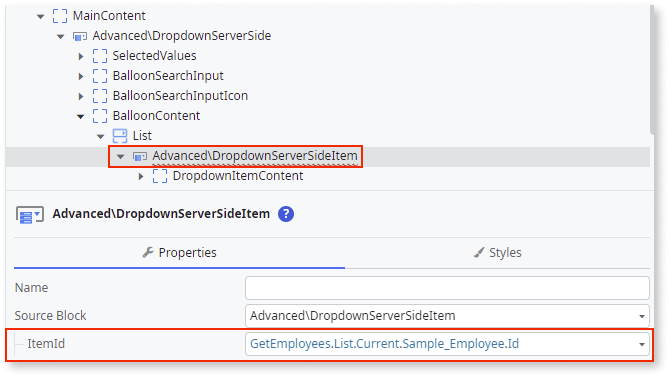 MainContent
Advanced\DropdownServerSide
SelectedValues
BalloonSearchInput
BalloonSearchInputIcon
BalloonContent
List
Advanced\DropdownServerSideItem
DropdownItemContent
Advanced\DropdownServerSideItem ?
Properties Styles
Name
Source Block Advanced\DropdownServerSideItem
ItemId GetEmployees.List.Current.Sample_Employee.Id